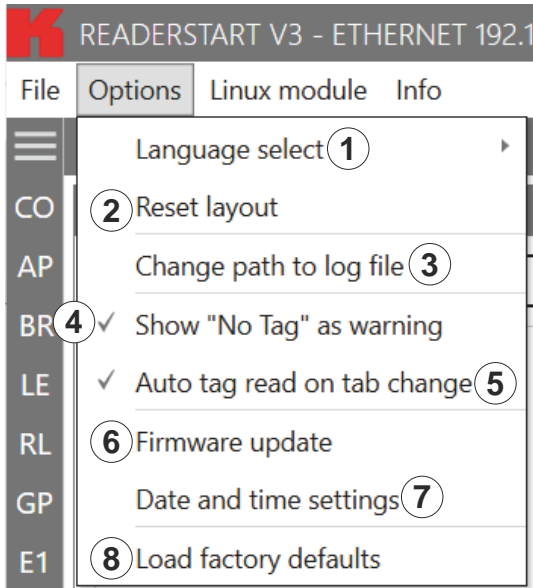 READERSTART V3 - ETHERNET 192.1
File Options Linux module Info
Language select 1
CO 2 Reset layout
AP Change path to log file 3
BR 4 ✓ Show "No Tag" as warning
LE ✓ Auto tag read on tab change 5
RL 6 Firmware update
GP Date and time settings 7
E1 8 Load factory defaults